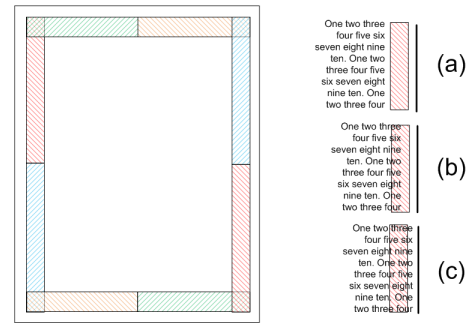 One two three
four five six
seven eight nine
ten. One two
three four five
six seven eight
nine ten. One
two three four
(a)
One two three
four five six
seven eight nine
ten. One two
three four five
six seven eight
nine ten. One
two three four
(b)
One two three
four five six
seven eight nine
ten. One two
three four five
six seven eight
nine ten. One
two three four
(c)